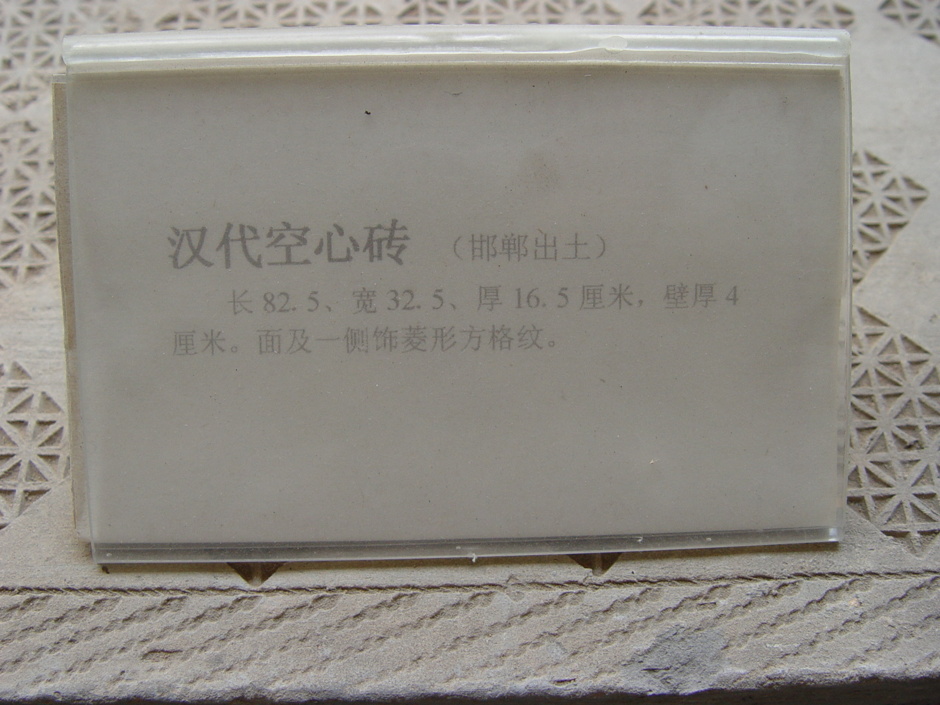 汉代空心砖 （邯郸出土）
长 82.5、宽 32.5、厚 16.5 厘米，壁厚 4
厘米。面及一侧饰菱形方格纹。